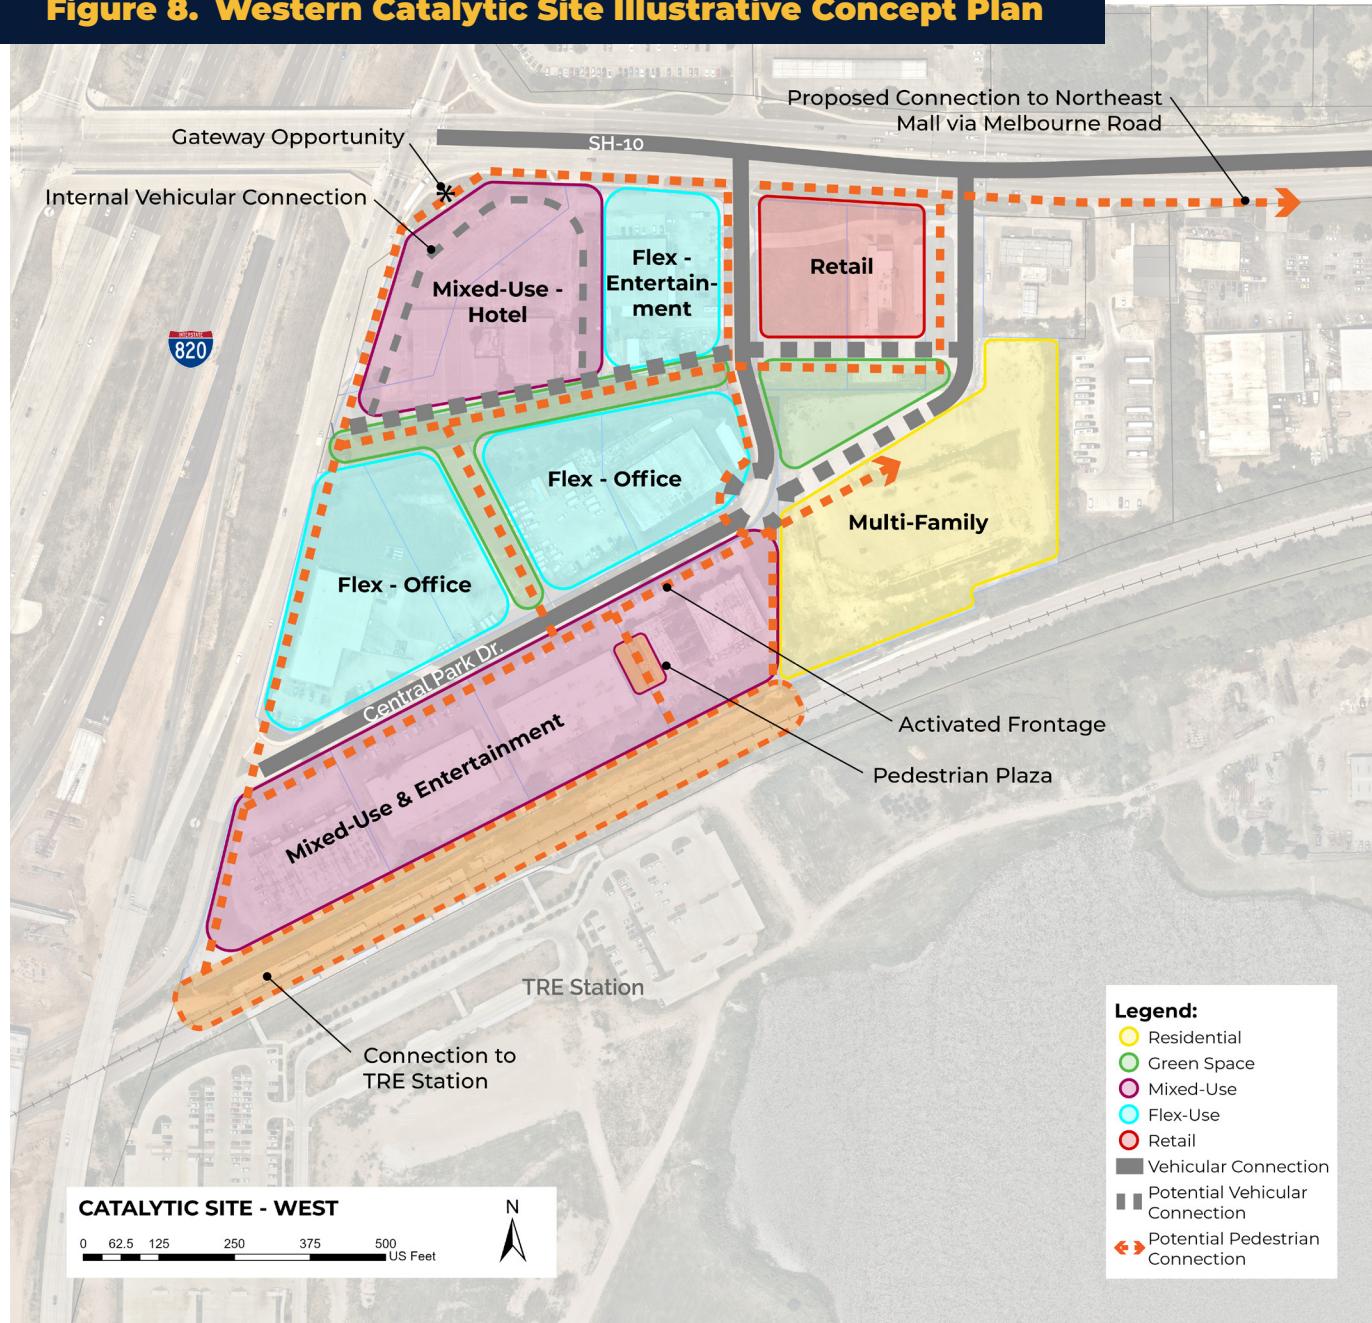 Figure 8. Western Catalytic Site Illustrative Concept Plan
Proposed Connection to Northeast
Mall via Melbourne Road
Gateway Opportunity
SH-10
Internal Vehicular Connection
Flex -
Entertain-
ment
Retail
Mixed-Use -
Hotel
INTERSTATE
820
Flex - Office
Multi-Family
Flex - Office
Central Park Dr.
Activated Frontage
Pedestrian Plaza
Mixed-Use & Entertainment
TRE Station
Connection to
TRE Station
Legend:
Residential
Green Space
Mixed-Use
Flex-Use
Retail
Vehicular Connection
Potential Vehicular
Connection
Potential Pedestrian
Connection
CATALYTIC SITE - WEST
N
0 62.5 125 250 375 500
US Feet